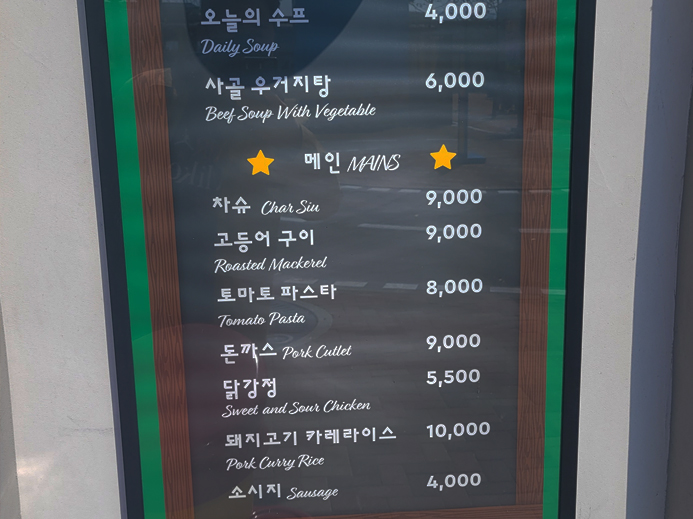 오늘의 수프 4,000
Daily Soup
사골 우거지탕 6,000
Beef Soup With Vegetable
메인 MAINS
차슈 Char Siu 9,000
고등어 구이 9,000
Roasted Mackerel
토마토 파스타 8,000
Tomato Pasta
돈까스 Pork Cutlet 9,000
닭강정 5,500
Sweet and Sour Chicken
돼지고기 카레라이스 10,000
Pork Curry Rice
소시지 Sausage 4,000